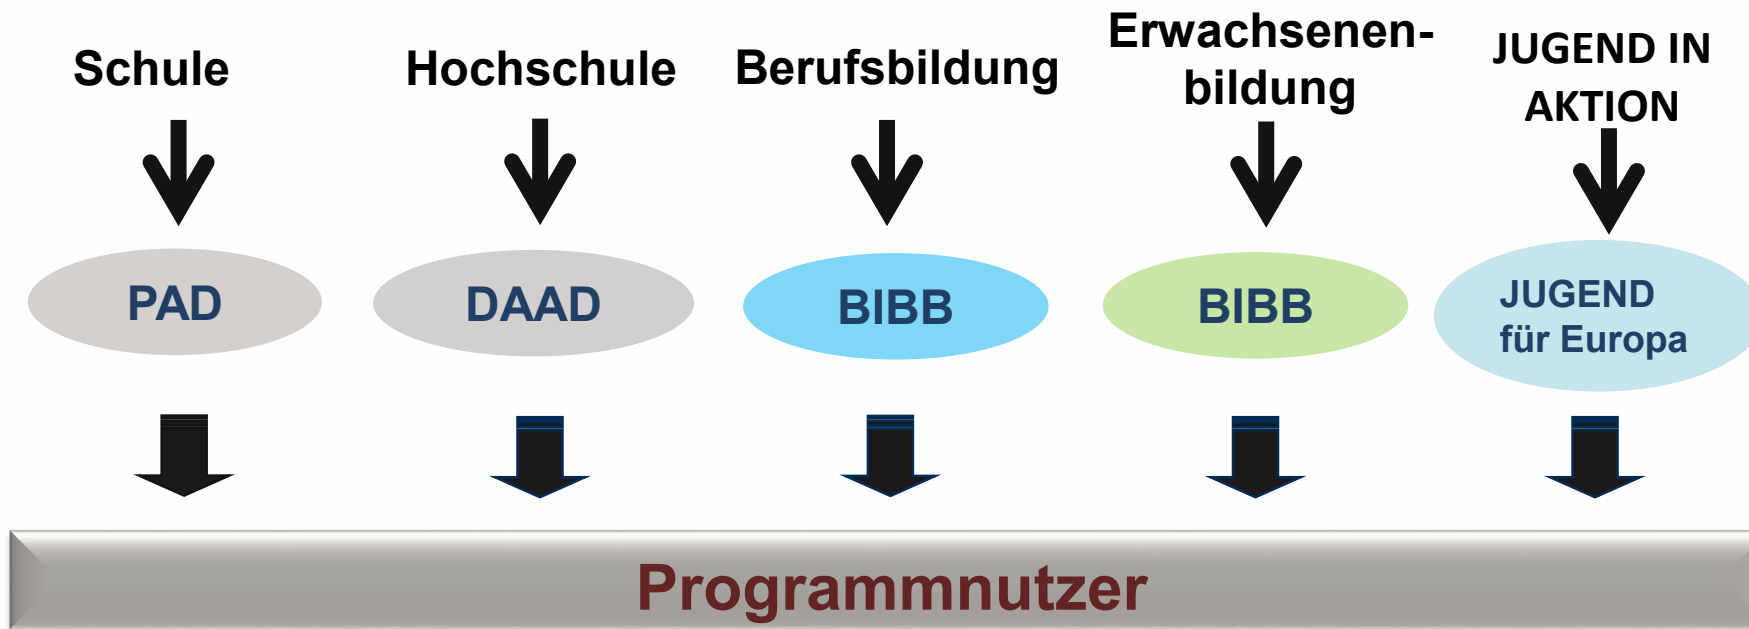 Schule
Hochschule
Berufsbildung
Erwachsenen-
bildung
JUGEND IN
AKTION
PAD
DAAD
BIBB
BIBB
JUGEND
für Europa
Programmnutzer